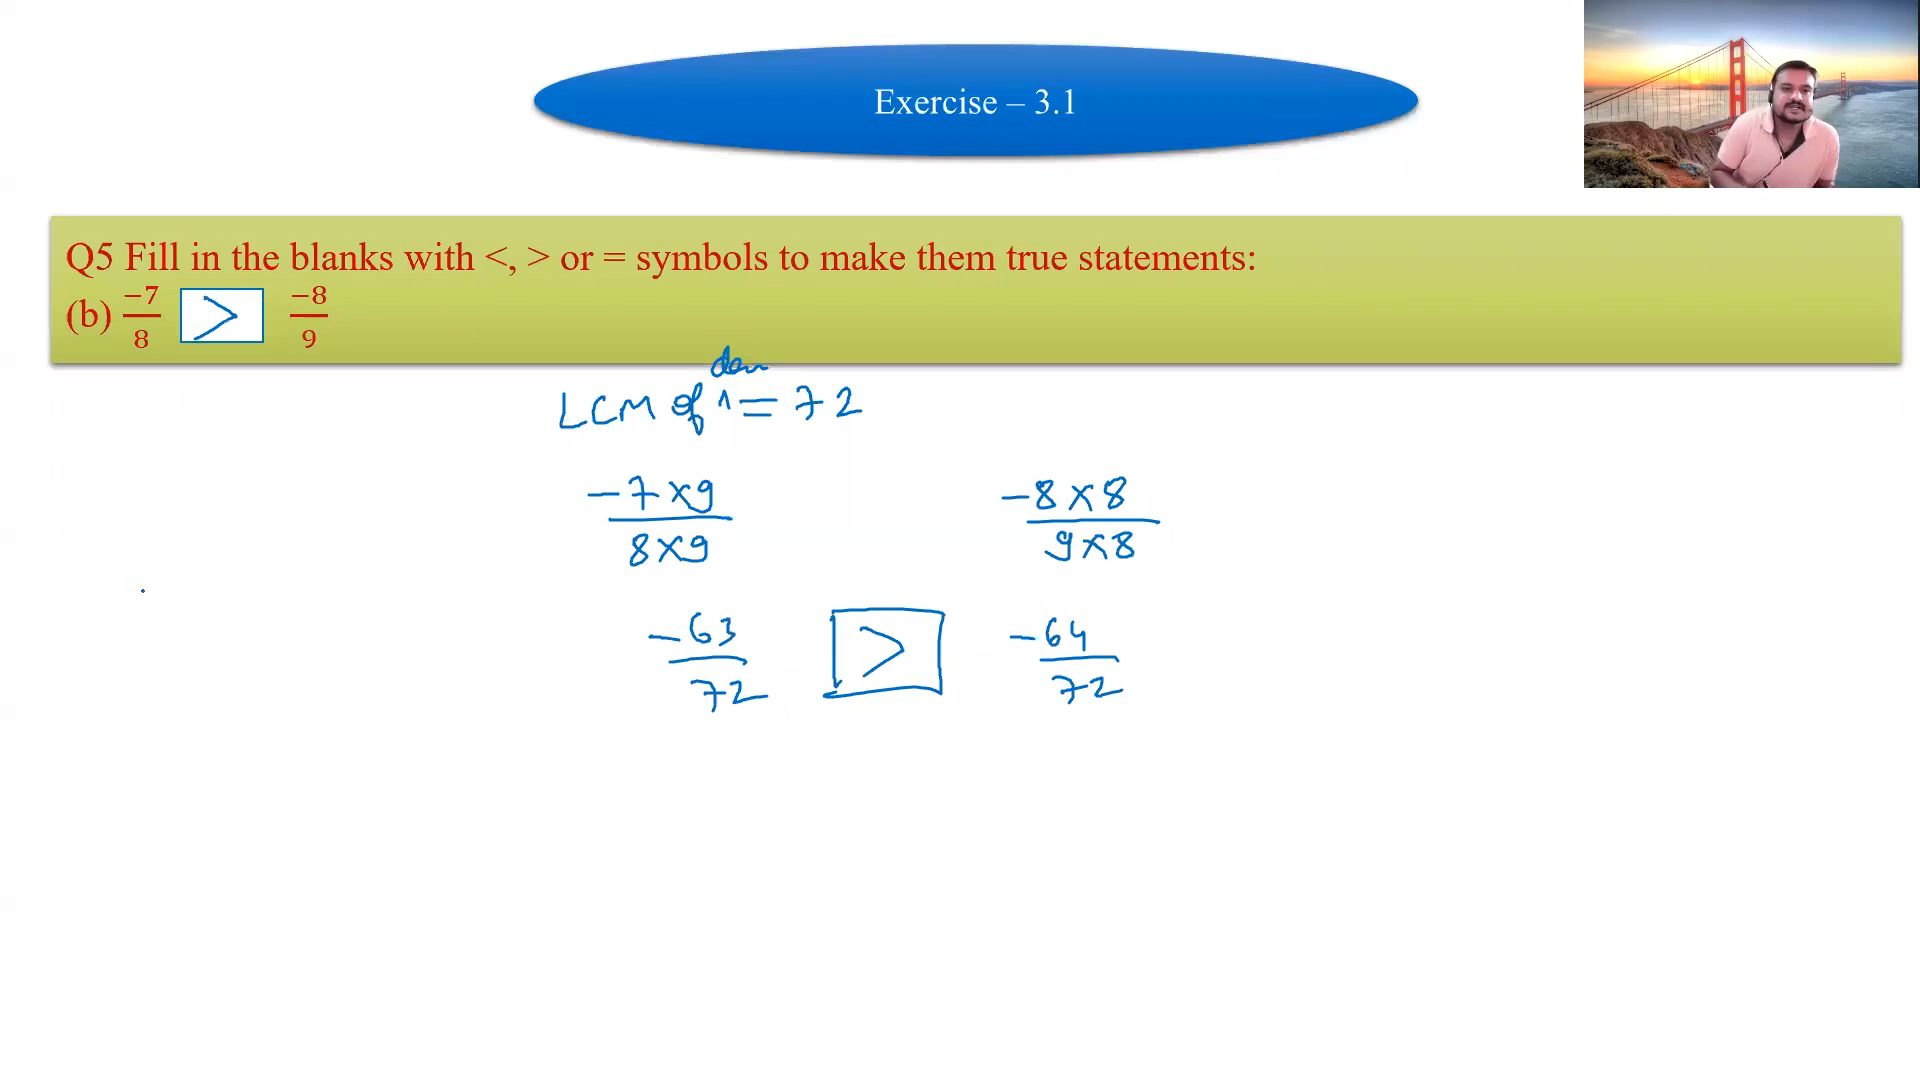 Exercise – 3.1
Q5 Fill in the blanks with <, > or = symbols to make them true statements:
(b) -7/8 > -8/9
LCM of ^den = 72
-7×9/8×9 -8×8/9×8
-63/72 > -64/72